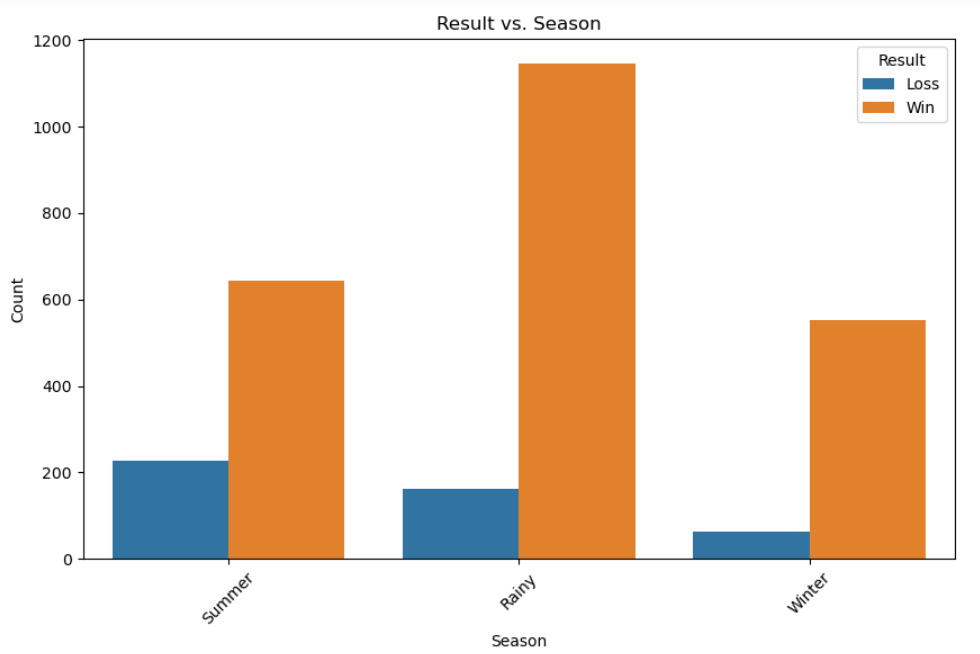 Result vs. Season
1200
1000
800
600
400
200
0
Count
Result
Loss
Win
Summer
Rainy
Winter
Season